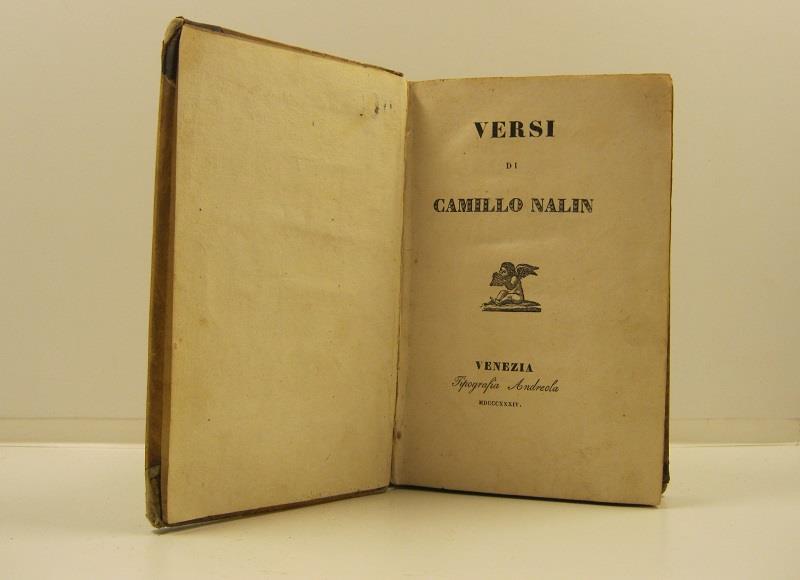 VERSI
DI
CAMILLO NALIN
VENEZIA
Tipografia Andreola
MDCCCXXXIV.